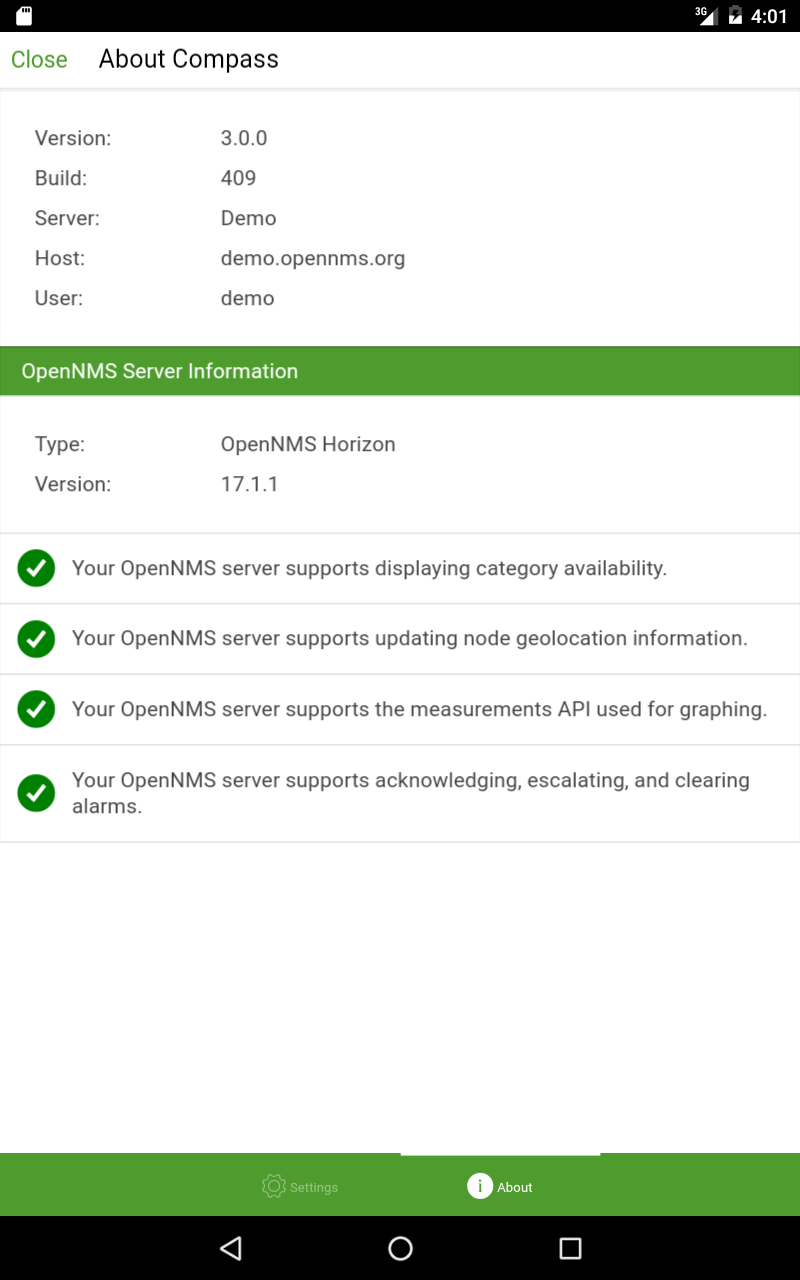 3G 4:01
Close About Compass
Version: 3.0.0
Build: 409
Server: Demo
Host: demo.opennms.org
User: demo
OpenNMS Server Information
Type: OpenNMS Horizon
Version: 17.1.1
Your OpenNMS server supports displaying category availability.
Your OpenNMS server supports updating node geolocation information.
Your OpenNMS server supports the measurements API used for graphing.
Your OpenNMS server supports acknowledging, escalating, and clearing
alarms.
Settings i About